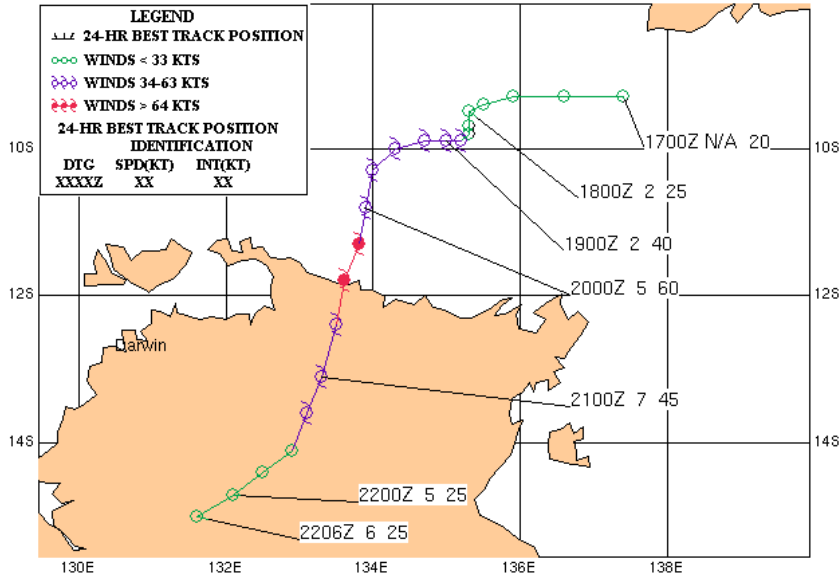 LEGEND
24-HR BEST TRACK POSITION
WINDS < 33 KTS
WINDS 34-63 KTS
WINDS > 64 KTS
24-HR BEST TRACK POSITION
IDENTIFICATION
DTG SPD(KT) INT(KT)
XXXXZ XX XX
10S
1700Z N/A 20
1800Z 2 25
1900Z 2 40
2000Z 5 60
12S
Darwin
2100Z 7 45
14S
2200Z 5 25
2206Z 6 25
130E 132E 134E 136E 138E